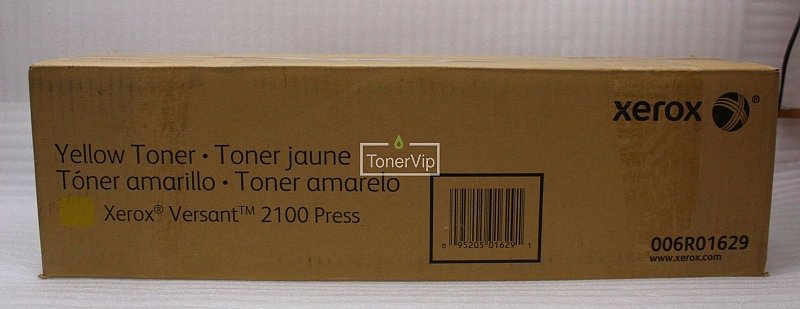 xerox ®
Yellow Toner • Toner jaune
Tóner amarillo • Toner amarelo
Xerox® Versant™ 2100 Press
TonerVip
0 95205 01629 1
006R01629
www.xerox.com